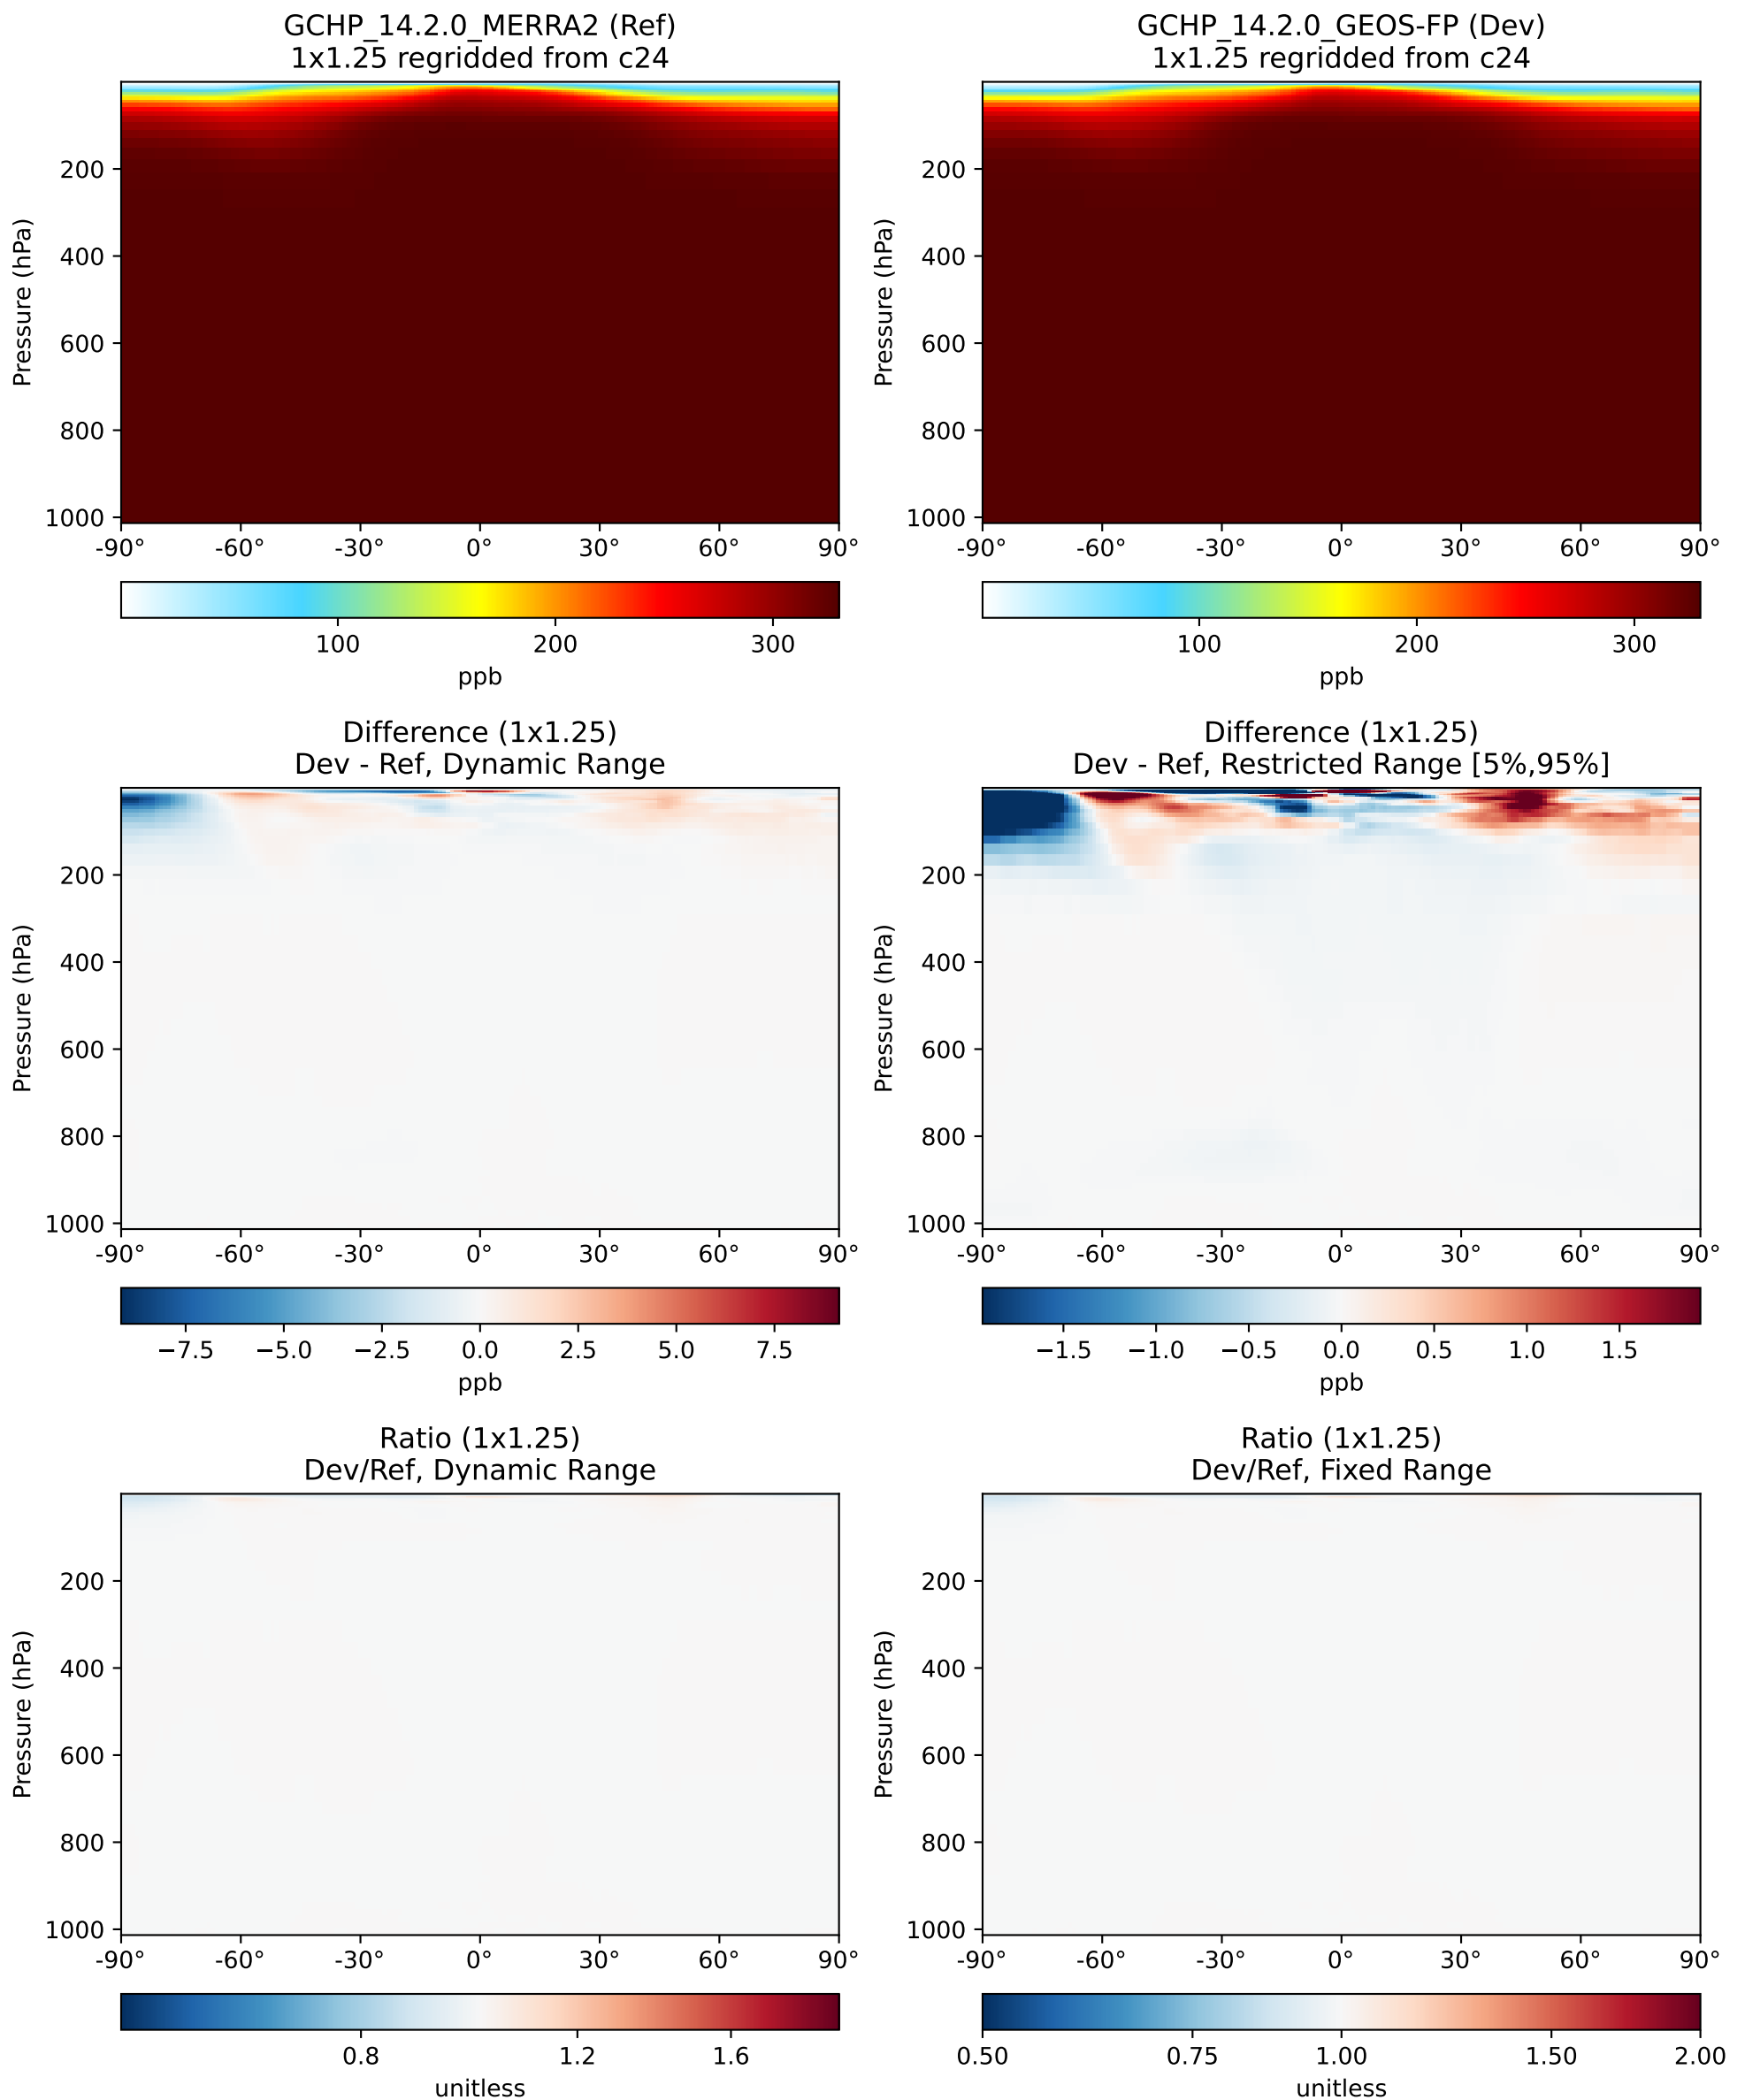 GCHP_14.2.0_MERRA2 (Ref)
1x1.25 regridded from c24
Pressure (hPa)
200
400
600
800
1000
-90° -60° -30° 0° 30° 60° 90°
100 200 300
ppb
GCHP_14.2.0_GEOS-FP (Dev)
1x1.25 regridded from c24
Pressure (hPa)
200
400
600
800
1000
-90° -60° -30° 0° 30° 60° 90°
100 200 300
ppb
Difference (1x1.25)
Dev - Ref, Dynamic Range
Pressure (hPa)
200
400
600
800
1000
-90° -60° -30° 0° 30° 60° 90°
−7.5 −5.0 −2.5 0.0 2.5 5.0 7.5
ppb
Difference (1x1.25)
Dev - Ref, Restricted Range [5%,95%]
Pressure (hPa)
200
400
600
800
1000
-90° -60° -30° 0° 30° 60° 90°
−1.5 −1.0 −0.5 0.0 0.5 1.0 1.5
ppb
Ratio (1x1.25)
Dev/Ref, Dynamic Range
Pressure (hPa)
200
400
600
800
1000
-90° -60° -30° 0° 30° 60° 90°
0.8 1.2 1.6
unitless
Ratio (1x1.25)
Dev/Ref, Fixed Range
Pressure (hPa)
200
400
600
800
1000
-90° -60° -30° 0° 30° 60° 90°
0.50 0.75 1.00 1.50 2.00
unitless